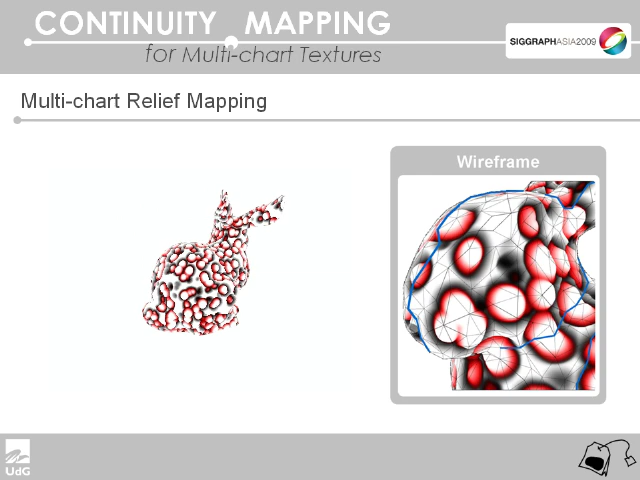 CONTINUITY MAPPING
for Multi-chart Textures
SIGGRAPHASIA2009
Multi-chart Relief Mapping
Wireframe
UdG